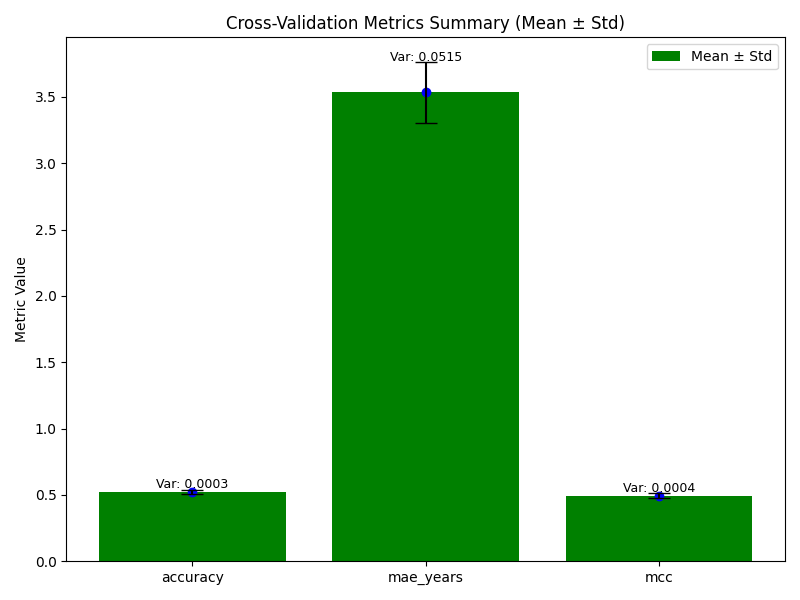 Cross-Validation Metrics Summary (Mean ± Std)
Mean ± Std
Var: 0.0515
Var: 0.0003
Var: 0.0004
Metric Value
3.5
3.0
2.5
2.0
1.5
1.0
0.5
0.0
accuracy
mae_years
mcc